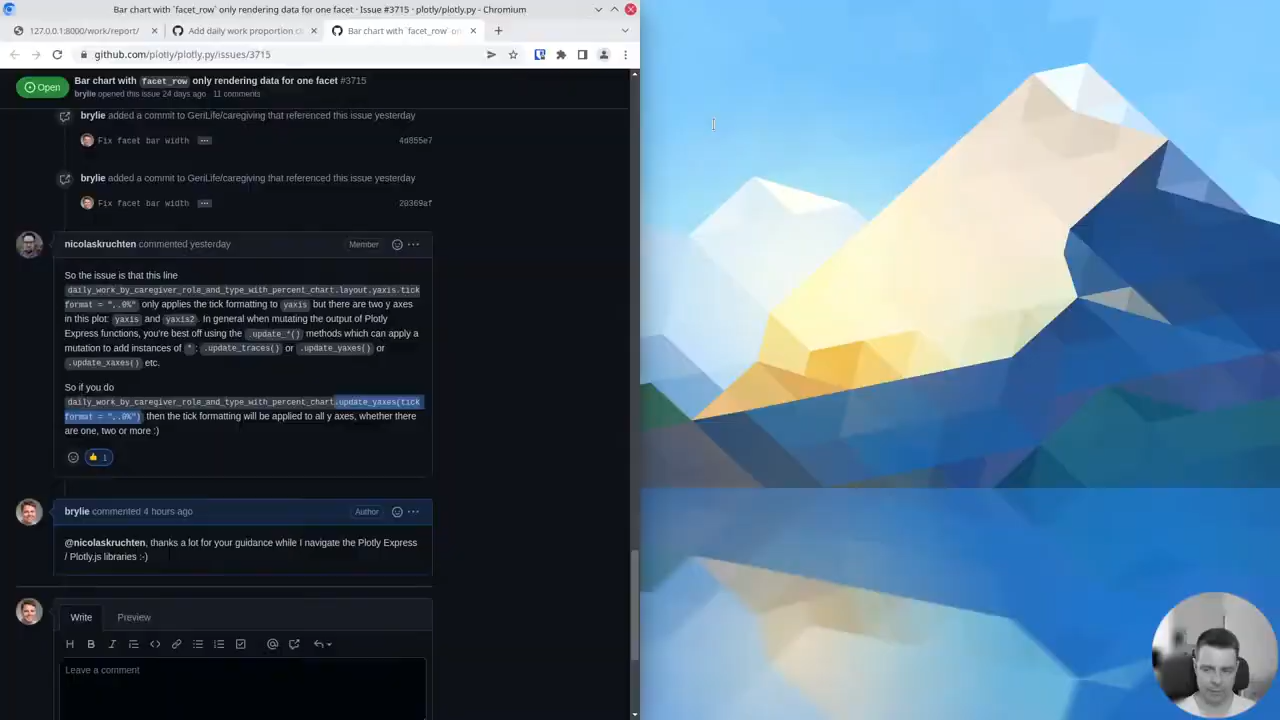 Bar chart with `facet_row` only rendering data for one facet · Issue #3715 · plotly/plotly.py - Chromium
127.0.0.1:8000/work/report/
Add daily work proportion c
Bar chart with `facet_row` on
github.com/plotly/plotly.py/issues/3715
Open
Bar chart with facet_row only rendering data for one facet #3715
brylie opened this issue 24 days ago · 11 comments
brylie added a commit to GeriLife/caregiving that referenced this issue yesterday
Fix facet bar width ... 4d855e7
brylie added a commit to GeriLife/caregiving that referenced this issue yesterday
Fix facet bar width ... 20369af
nicolaskruchten commented yesterday Member
So the issue is that this line
daily_work_by_caregiver_role_and_type_with_percent_chart.layout.yaxis.tick
format = ",.0%" only applies the tick formatting to yaxis but there are two y axes
in this plot: yaxis and yaxis2. In general when mutating the output of Plotly
Express functions, you're best off using the .update_*() methods which can apply a
mutation to add instances of *: .update_traces() or .update_yaxes() or
.update_xaxes() etc.
So if you do
daily_work_by_caregiver_role_and_type_with_percent_chart.update_yaxes(tick
format = ",.0%") then the tick formatting will be applied to all y axes, whether there
are one, two or more :)
👍 1
brylie commented 4 hours ago Author
@nicolaskruchten, thanks a lot for your guidance while I navigate the Plotly Express
/ Plotly.js libraries :-)
Write Preview
H B I
Leave a comment